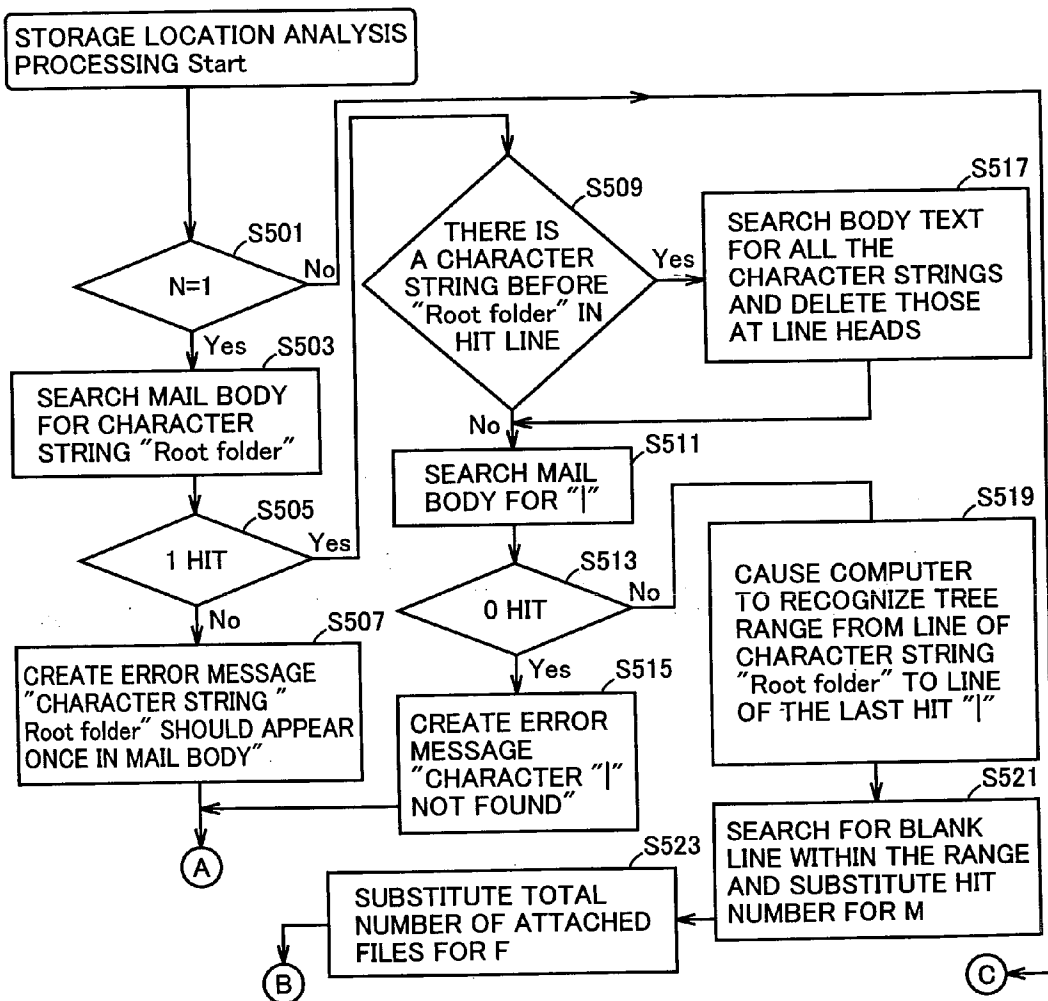 STORAGE LOCATION ANALYSIS
PROCESSING Start
S501
N=1
No
Yes
S503
SEARCH MAIL BODY
FOR CHARACTER
STRING "Root folder"
S505
1 HIT
Yes
No
S507
CREATE ERROR MESSAGE
"CHARACTER STRING "
Root folder" SHOULD APPEAR
ONCE IN MAIL BODY"
A
S509
THERE IS
A CHARACTER
STRING BEFORE
"Root folder" IN
HIT LINE
Yes
No
S517
SEARCH BODY TEXT
FOR ALL THE
CHARACTER STRINGS
AND DELETE THOSE
AT LINE HEADS
S511
SEARCH MAIL
BODY FOR "|"
S513
0 HIT
No
Yes
S515
CREATE ERROR
MESSAGE
"CHARACTER "|"
NOT FOUND"
S519
CAUSE COMPUTER
TO RECOGNIZE TREE
RANGE FROM LINE OF
CHARACTER STRING
"Root folder" TO LINE
OF THE LAST HIT "|"
S521
SEARCH FOR BLANK
LINE WITHIN THE RANGE
AND SUBSTITUTE HIT
NUMBER FOR M
S523
SUBSTITUTE TOTAL
NUMBER OF ATTACHED
FILES FOR F
B
C